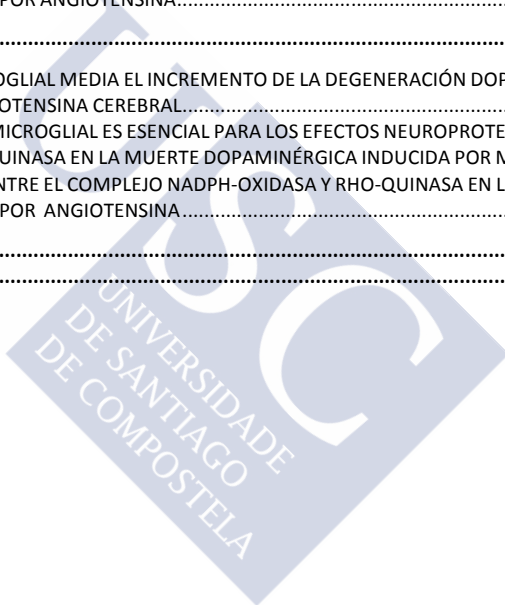 POR ANGIOTENSINA........................................................................
........................................................................
OGLIAL MEDIA EL INCREMENTO DE LA DEGENERACIÓN DOP
OTENSINA CEREBRAL........................................................................
MICROGLIAL ES ESENCIAL PARA LOS EFECTOS NEUROPROTE
UINASA EN LA MUERTE DOPAMINÉRGICA INDUCIDA POR M
NTRE EL COMPLEJO NADPH-OXIDASA Y RHO-QUINASA EN L
POR ANGIOTENSINA........................................................................
........................................................................
........................................................................
USC
UNIVERSIDADE
DE SANTIAGO
DE COMPOSTELA